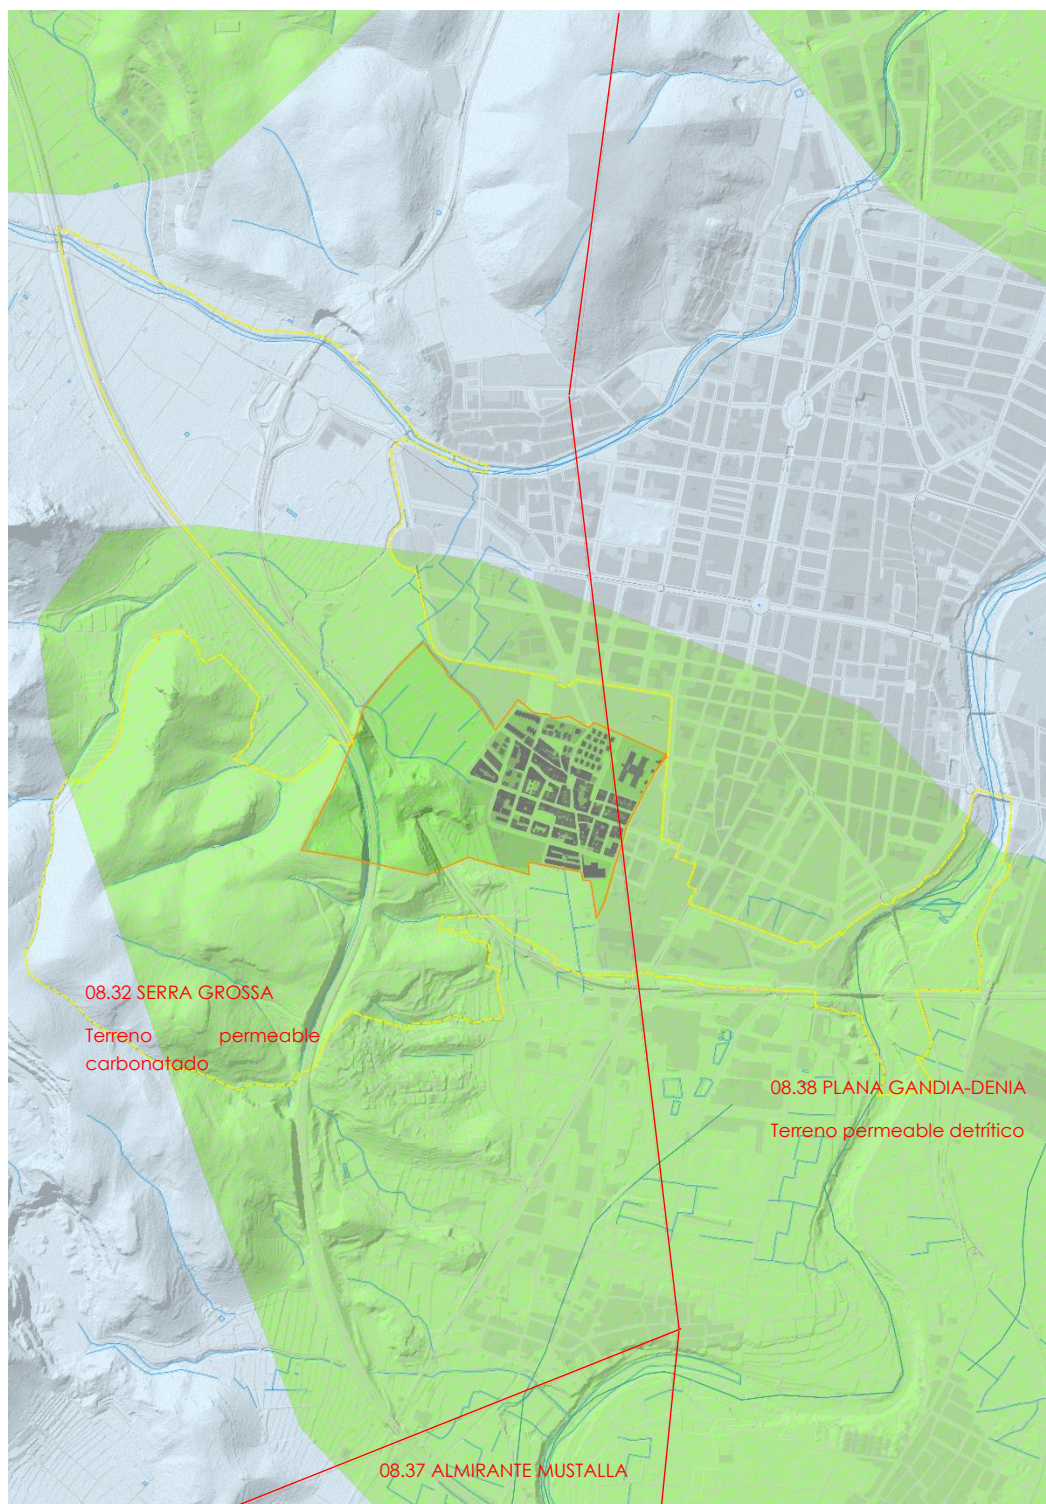 08.32 SERRA GROSSA
Terreno permeable
carbonatado
08.38 PLANA GANDIA-DENIA
Terreno permeable detrítico
08.37 ALMIRANTE MUSTALLA